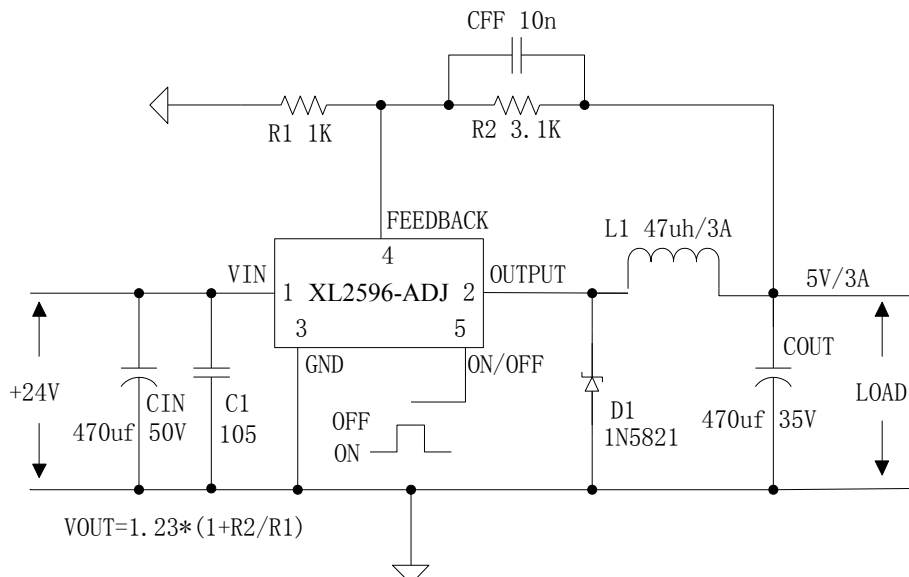 CFF 10n
R1 1K
R2 3.1K
FEEDBACK
4
L1 47uh/3A
VIN
OUTPUT
5V/3A
1 XL2596-ADJ 2
3
5
GND
ON/OFF
COUT
+24V
CIN
C1
OFF
D1
LOAD
470uf 50V
105
ON
1N5821
470uf 35V
VOUT=1.23*(1+R2/R1)